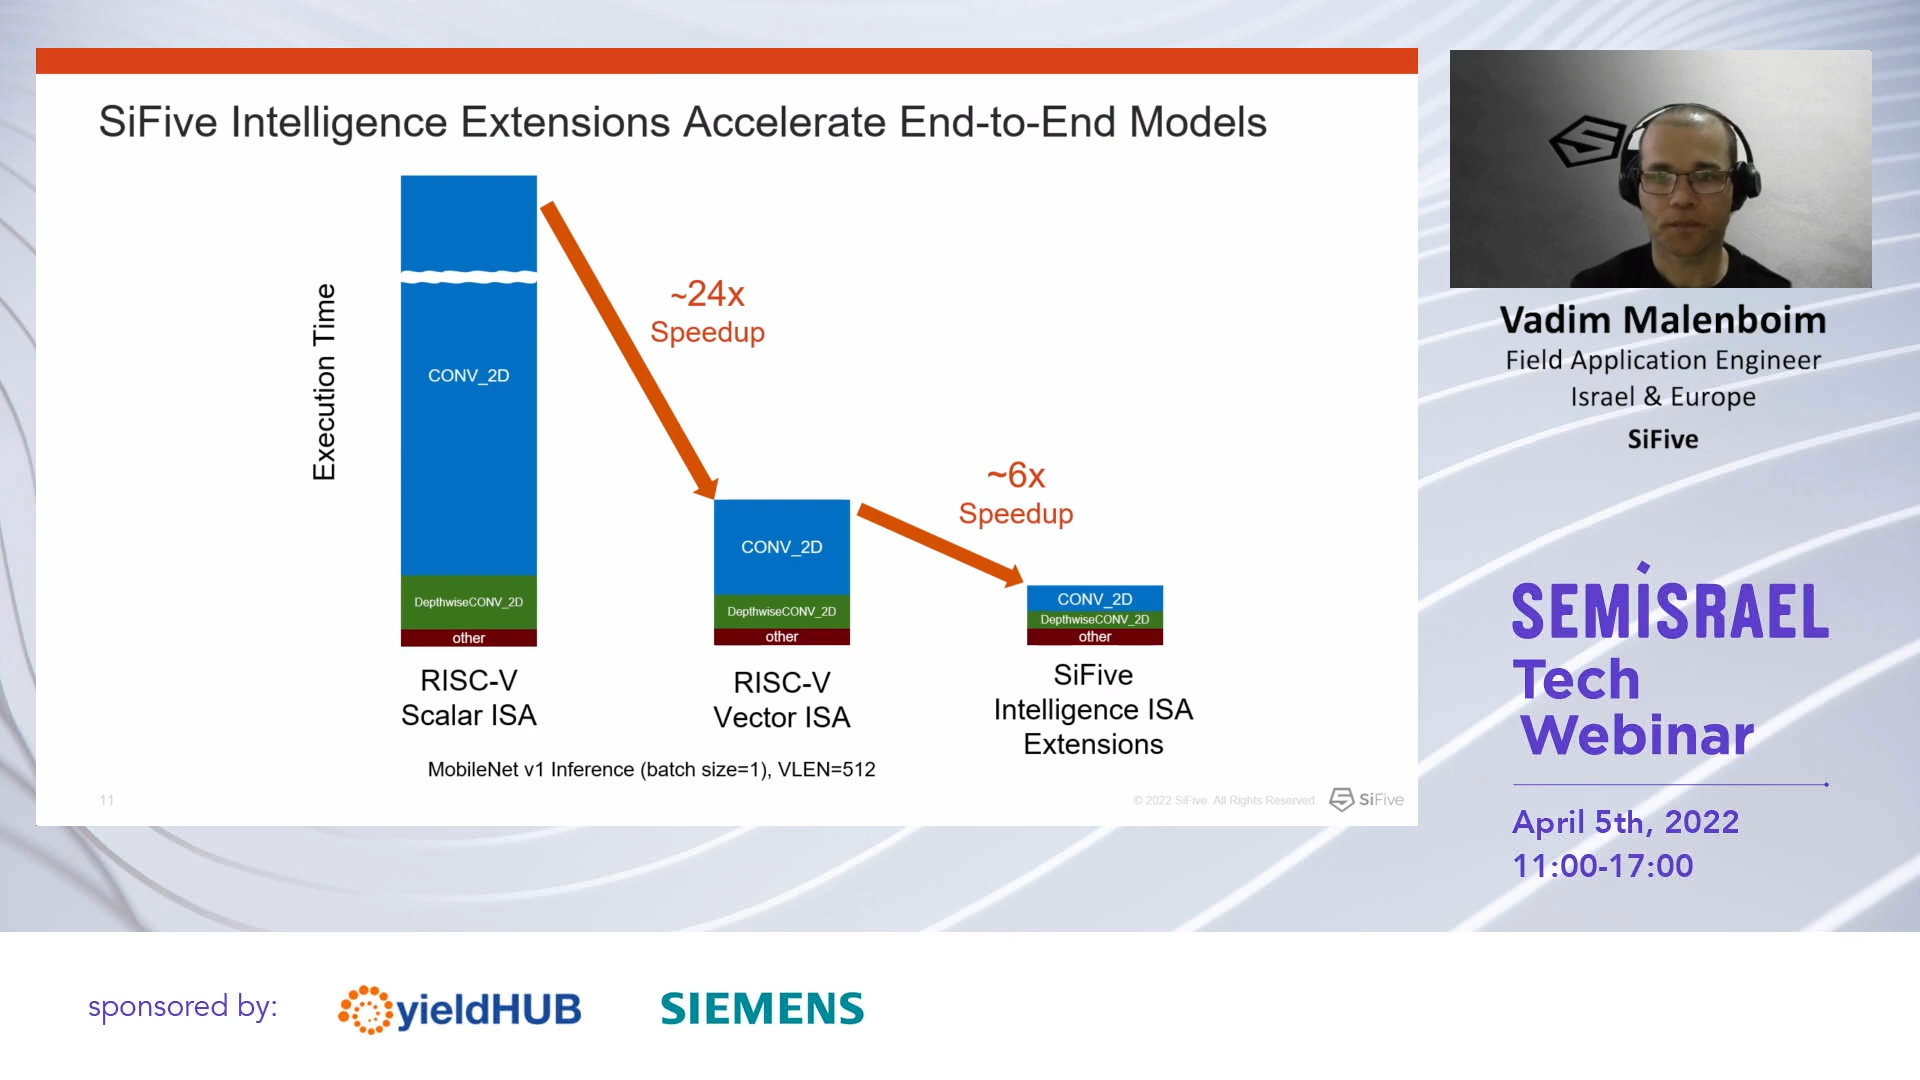 SiFive Intelligence Extensions Accelerate End-to-End Models
Execution Time
CONV_2D
DepthwiseCONV_2D
other
RISC-V
Scalar ISA
~24x
Speedup
CONV_2D
DepthwiseCONV_2D
other
RISC-V
Vector ISA
~6x
Speedup
CONV_2D
DepthwiseCONV_2D
other
SiFive
Intelligence ISA
Extensions
MobileNet v1 Inference (batch size=1), VLEN=512
11
© 2022 SiFive. All Rights Reserved.
SiFive
Vadim Malenboim
Field Application Engineer
Israel & Europe
SiFive
SEMISRAEL
Tech
Webinar
April 5th, 2022
11:00-17:00
sponsored by:
yieldHUB
SIEMENS